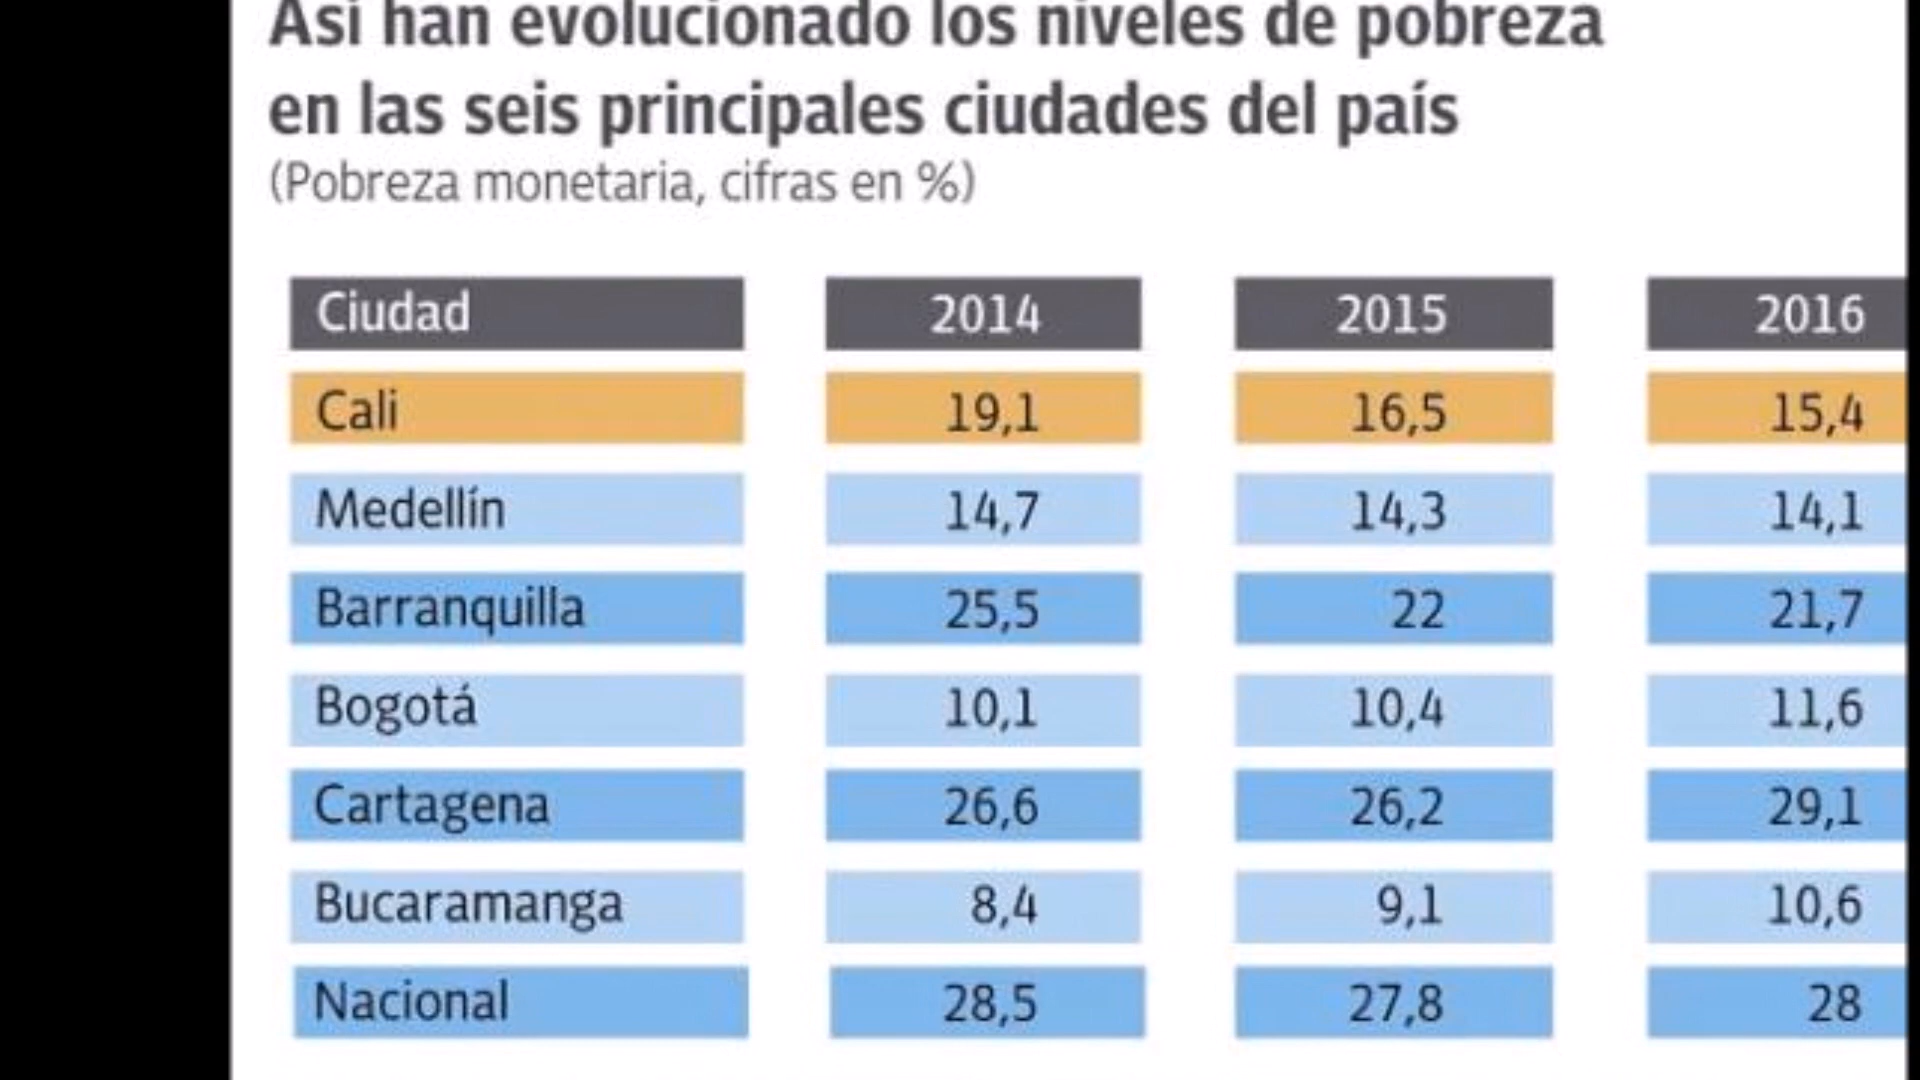 Así han evolucionado los niveles de pobreza
en las seis principales ciudades del país
(Pobreza monetaria, cifras en %)
Ciudad 2014 2015 2016
Cali 19,1 16,5 15,4
Medellín 14,7 14,3 14,1
Barranquilla 25,5 22 21,7
Bogotá 10,1 10,4 11,6
Cartagena 26,6 26,2 29,1
Bucaramanga 8,4 9,1 10,6
Nacional 28,5 27,8 28